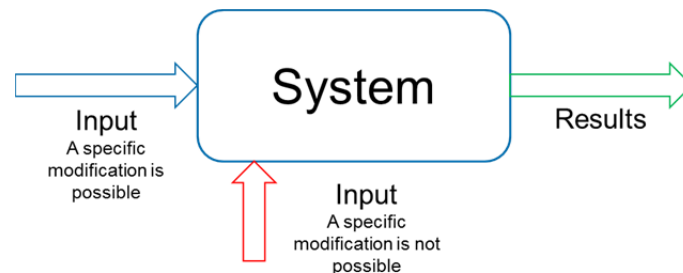 System
Input
A specific
modification is
possible
Results
Input
A specific
modification is not
possible